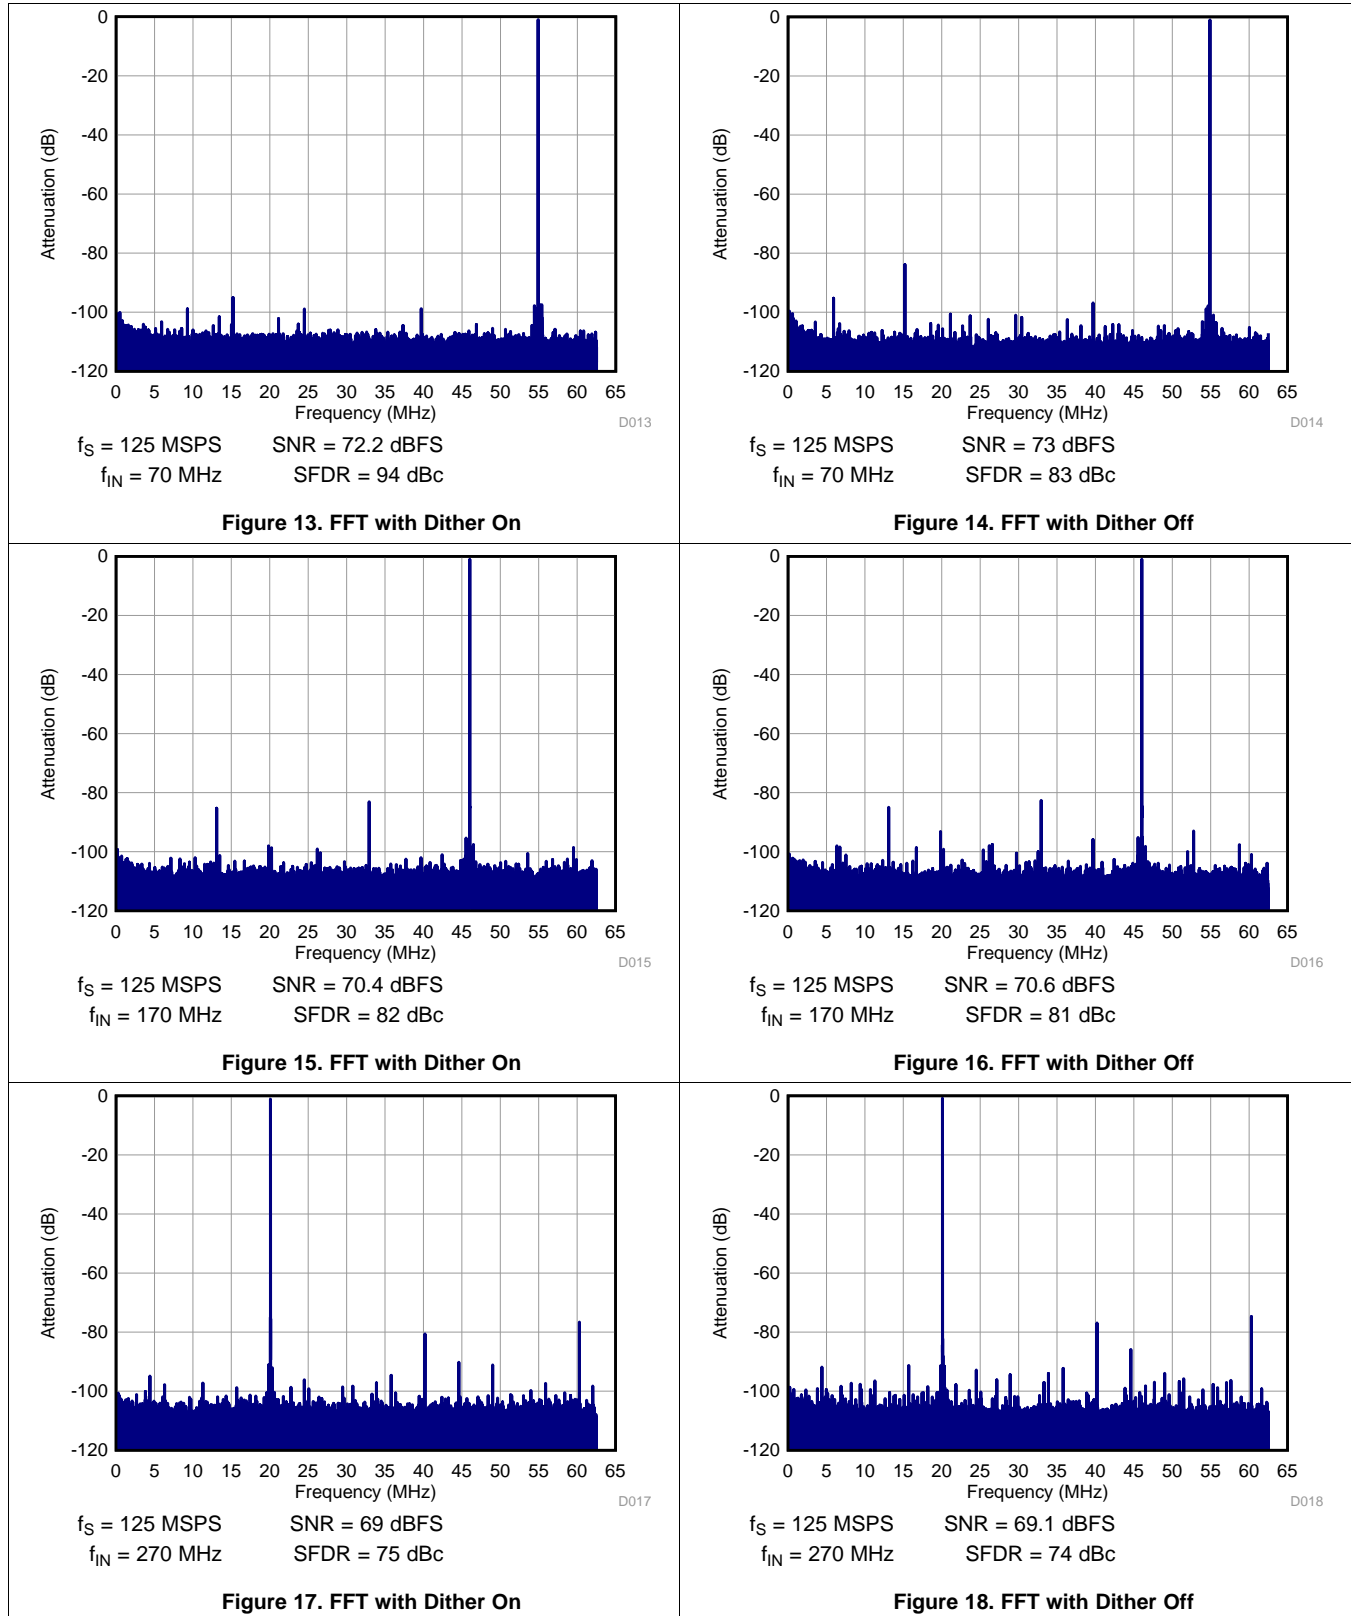 0
-20
-40
-60
-80
-100
-120
Attenuation (dB)
0 5 10 15 20 25 30 35 40 45 50 55 60 65
Frequency (MHz)
D013
fS = 125 MSPS SNR = 72.2 dBFS
fIN = 70 MHz SFDR = 94 dBc
Figure 13. FFT with Dither On
0
-20
-40
-60
-80
-100
-120
Attenuation (dB)
0 5 10 15 20 25 30 35 40 45 50 55 60 65
Frequency (MHz)
D014
fS = 125 MSPS SNR = 73 dBFS
fIN = 70 MHz SFDR = 83 dBc
Figure 14. FFT with Dither Off
0
-20
-40
-60
-80
-100
-120
Attenuation (dB)
0 5 10 15 20 25 30 35 40 45 50 55 60 65
Frequency (MHz)
D015
fS = 125 MSPS SNR = 70.4 dBFS
fIN = 170 MHz SFDR = 82 dBc
Figure 15. FFT with Dither On
0
-20
-40
-60
-80
-100
-120
Attenuation (dB)
0 5 10 15 20 25 30 35 40 45 50 55 60 65
Frequency (MHz)
D016
fS = 125 MSPS SNR = 70.6 dBFS
fIN = 170 MHz SFDR = 81 dBc
Figure 16. FFT with Dither Off
0
-20
-40
-60
-80
-100
-120
Attenuation (dB)
0 5 10 15 20 25 30 35 40 45 50 55 60 65
Frequency (MHz)
D017
fS = 125 MSPS SNR = 69 dBFS
fIN = 270 MHz SFDR = 75 dBc
Figure 17. FFT with Dither On
0
-20
-40
-60
-80
-100
-120
Attenuation (dB)
0 5 10 15 20 25 30 35 40 45 50 55 60 65
Frequency (MHz)
D018
fS = 125 MSPS SNR = 69.1 dBFS
fIN = 270 MHz SFDR = 74 dBc
Figure 18. FFT with Dither Off